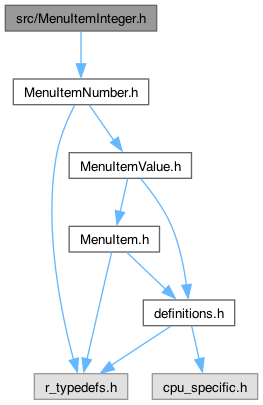 src/MenuItemInteger.h
MenuItemNumber.h
MenuItemValue.h
MenuItem.h
definitions.h
r_typedefs.h
cpu_specific.h